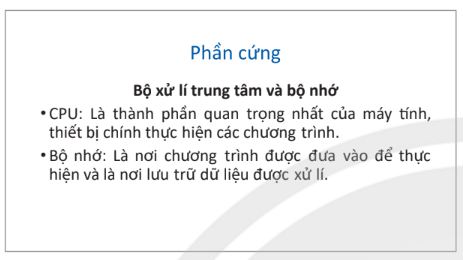 Phần cứng
Bộ xử lí trung tâm và bộ nhớ
• CPU: Là thành phần quan trọng nhất của máy tính,
thiết bị chính thực hiện các chương trình.
• Bộ nhớ: Là nơi chương trình được đưa vào để thực
hiện và là nơi lưu trữ dữ liệu được xử lí.